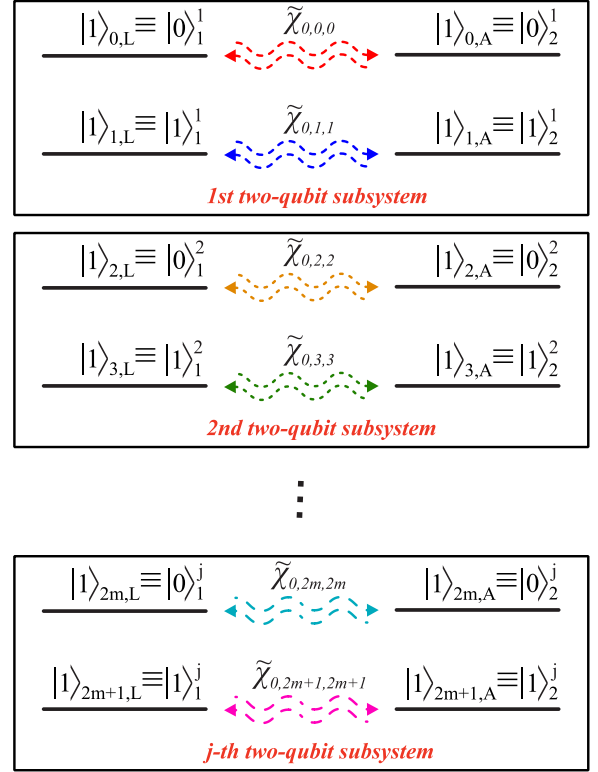 |1⟩₀,L ≡ |0⟩₁¹ χ̃₀,₀,₀ |1⟩₀,A ≡ |0⟩₂¹
|1⟩₁,L ≡ |1⟩₁¹ χ̃₀,₁,₁ |1⟩₁,A ≡ |1⟩₂¹
1st two-qubit subsystem
|1⟩₂,L ≡ |0⟩₁² χ̃₀,₂,₂ |1⟩₂,A ≡ |0⟩₂²
|1⟩₃,L ≡ |1⟩₁² χ̃₀,₃,₃ |1⟩₃,A ≡ |1⟩₂²
2nd two-qubit subsystem
⋮
|1⟩₂ₘ,L ≡ |0⟩₁ʲ χ̃₀,₂ₘ,₂ₘ |1⟩₂ₘ,A ≡ |0⟩₂ʲ
|1⟩₂ₘ₊₁,L ≡ |1⟩₁ʲ χ̃₀,₂ₘ₊₁,₂ₘ₊₁ |1⟩₂ₘ₊₁,A ≡ |1⟩₂ʲ
j-th two-qubit subsystem